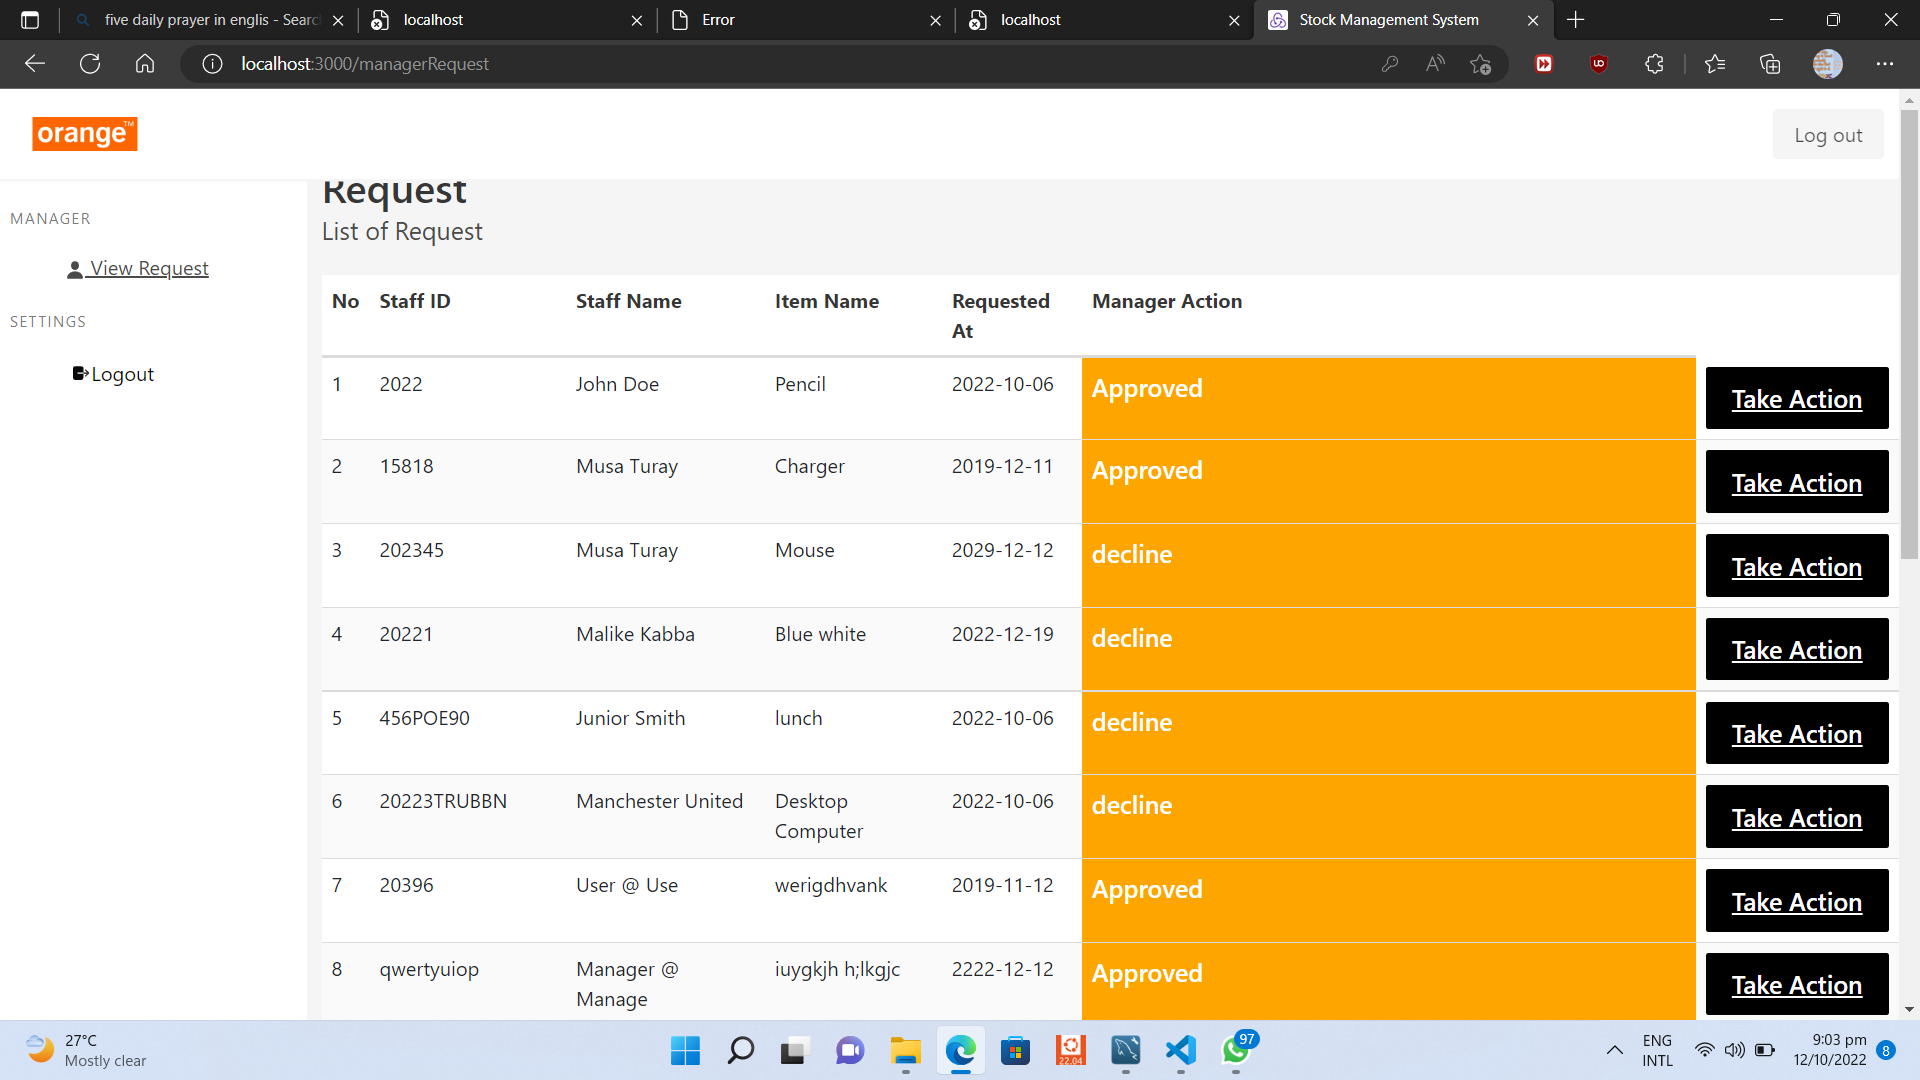 five daily prayer in englis - Searc
localhost
Error
localhost
Stock Management System
localhost:3000/managerRequest
orange™
Log out
MANAGER
View Request
SETTINGS
Logout
Request
List of Request
No Staff ID Staff Name Item Name Requested At Manager Action
1 2022 John Doe Pencil 2022-10-06 Approved Take Action
2 15818 Musa Turay Charger 2019-12-11 Approved Take Action
3 202345 Musa Turay Mouse 2029-12-12 decline Take Action
4 20221 Malike Kabba Blue white 2022-12-19 decline Take Action
5 456POE90 Junior Smith lunch 2022-10-06 decline Take Action
6 20223TRUBBN Manchester United Desktop Computer 2022-10-06 decline Take Action
7 20396 User @ Use werigdhvank 2019-11-12 Approved Take Action
8 qwertyuiop Manager @ Manage iuygkjh h;lkgjc 2222-12-12 Approved Take Action
27°C
Mostly clear
22.04
97
ENG
INTL
9:03 pm
12/10/2022
8